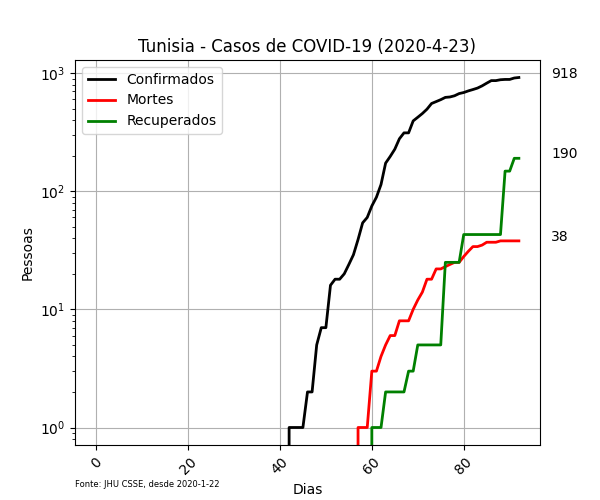 Tunisia - Casos de COVID-19 (2020-4-23)
Confirmados
Mortes
Recuperados
918
190
38
10³
10²
10¹
10⁰
Pessoas
0
20
40
60
80
Dias
Fonte: JHU CSSE, desde 2020-1-22